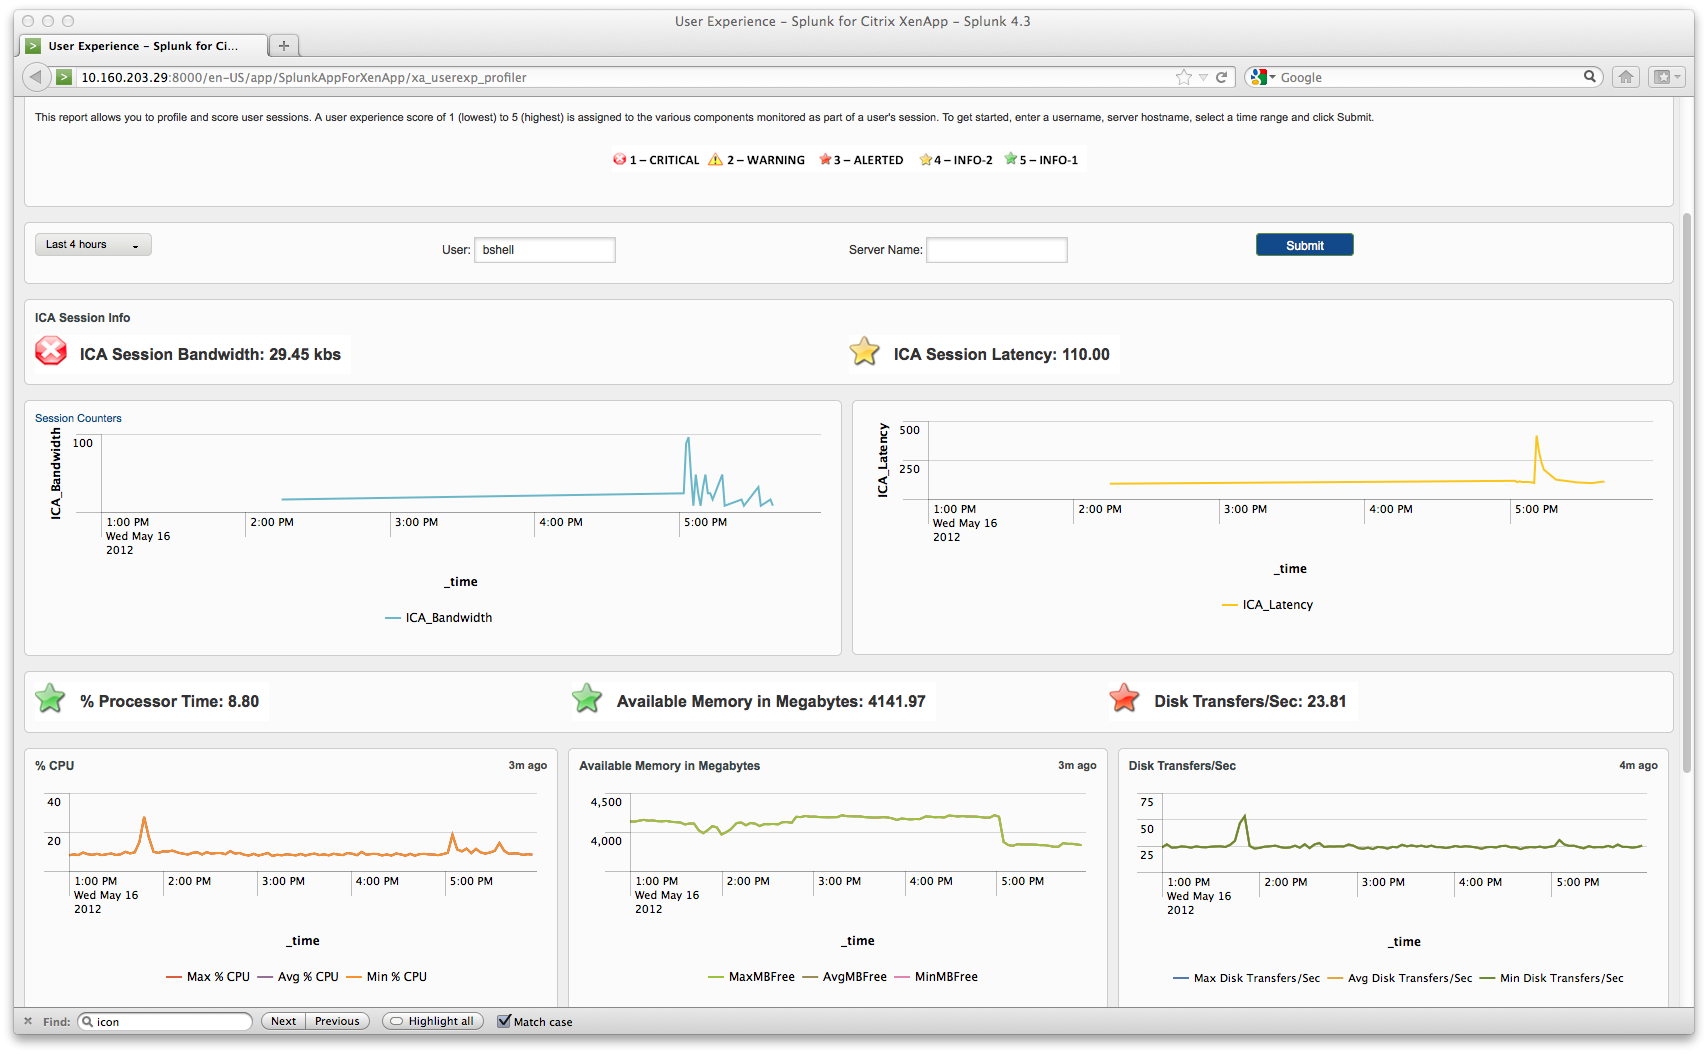 User Experience – Splunk for Citrix XenApp – Splunk 4.3
User Experience – Splunk for Ci...
10.160.203.29:8000/en-US/app/SplunkAppForXenApp/xa_userexp_profiler
Google
This report allows you to profile and score user sessions. A user experience score of 1 (lowest) to 5 (highest) is assigned to the various components monitored as part of a user's session. To get started, enter a username, server hostname, select a time range and click Submit.
1 – CRITICAL 2 – WARNING 3 – ALERTED 4 – INFO-2 5 – INFO-1
Last 4 hours
User: bshell
Server Name:
Submit
ICA Session Info
ICA Session Bandwidth: 29.45 kbs
ICA Session Latency: 110.00
Session Counters
ICA_Bandwidth
100
1:00 PM 2:00 PM 3:00 PM 4:00 PM 5:00 PM
Wed May 16
2012
_time
ICA_Bandwidth
ICA_Latency
500
250
1:00 PM 2:00 PM 3:00 PM 4:00 PM 5:00 PM
Wed May 16
2012
_time
ICA_Latency
% Processor Time: 8.80
Available Memory in Megabytes: 4141.97
Disk Transfers/Sec: 23.81
% CPU 3m ago
40
20
1:00 PM 2:00 PM 3:00 PM 4:00 PM 5:00 PM
Wed May 16
2012
_time
Max % CPU Avg % CPU Min % CPU
Available Memory in Megabytes 3m ago
4,500
4,000
1:00 PM 2:00 PM 3:00 PM 4:00 PM 5:00 PM
Wed May 16
2012
_time
MaxMBFree AvgMBFree MinMBFree
Disk Transfers/Sec 4m ago
75
50
25
1:00 PM 2:00 PM 3:00 PM 4:00 PM 5:00 PM
Wed May 16
2012
_time
Max Disk Transfers/Sec Avg Disk Transfers/Sec Min Disk Transfers/Sec
Find: icon Next Previous Highlight all Match case